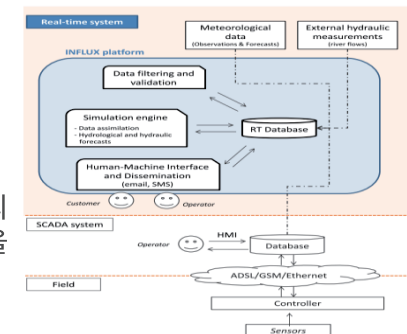 Real-time system
Meteorological
data
(Observations & Forecasts)
External hydraulic
measurements
(river flows)
INFLUX platform
Data filtering and
validation
Simulation engine
- Data assimilation
- Hydrological and hydraulic
forecasts
RT Database
Human-Machine Interface
and Dissemination
(email, SMS)
Customer
Operator
SCADA system
Operator
HMI
Database
Field
ADSL/GSM/Ethernet
Controller
Sensors